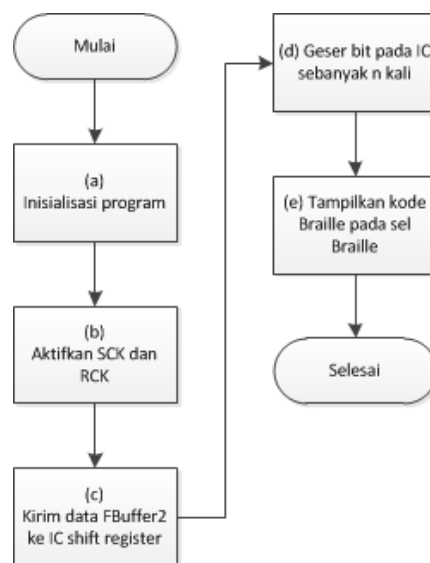 Mulai
(a)
Inisialisasi program
(b)
Aktifkan SCK dan
RCK
(c)
Kirim data FBuffer2
ke IC shift register
(d) Geser bit pada IC
sebanyak n kali
(e) Tampilkan kode
Braille pada sel
Braille
Selesai